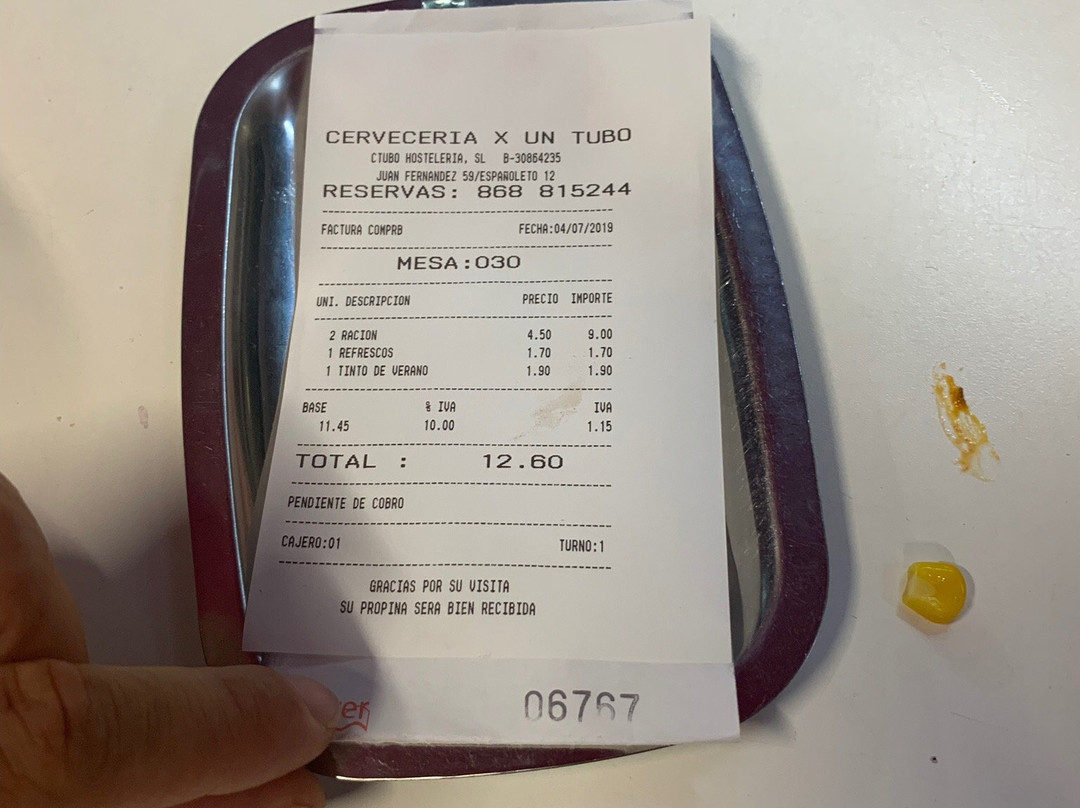 CERVECERIA X UN TUBO
CTUBO HOSTELERIA, SL B-30864235
JUAN FERNANDEZ 59/ESPAÑOLETO 12
RESERVAS: 868 815244
FACTURA COMPRB FECHA:04/07/2019
MESA:030
UNI. DESCRIPCION PRECIO IMPORTE
2 RACION 4.50 9.00
1 REFRESCOS 1.70 1.70
1 TINTO DE VERANO 1.90 1.90
BASE % IVA IVA
11.45 10.00 1.15
TOTAL : 12.60
PENDIENTE DE COBRO
CAJERO:01 TURNO:1
GRACIAS POR SU VISITA
SU PROPINA SERA BIEN RECIBIDA
06767